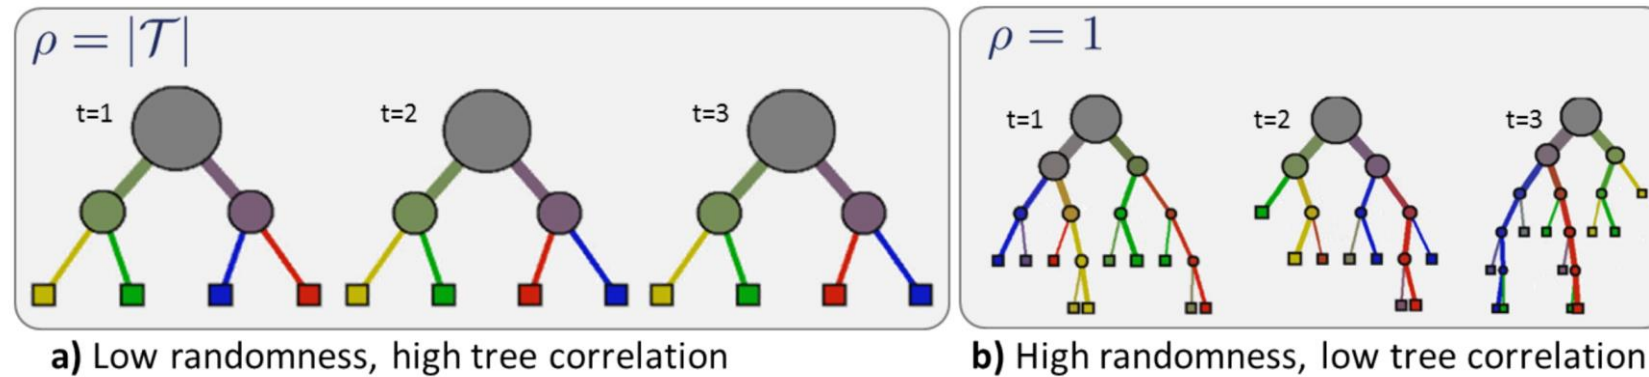 ρ = |𝒯|
t=1
t=2
t=3
a) Low randomness, high tree correlation
ρ = 1
t=1
t=2
t=3
b) High randomness, low tree correlation